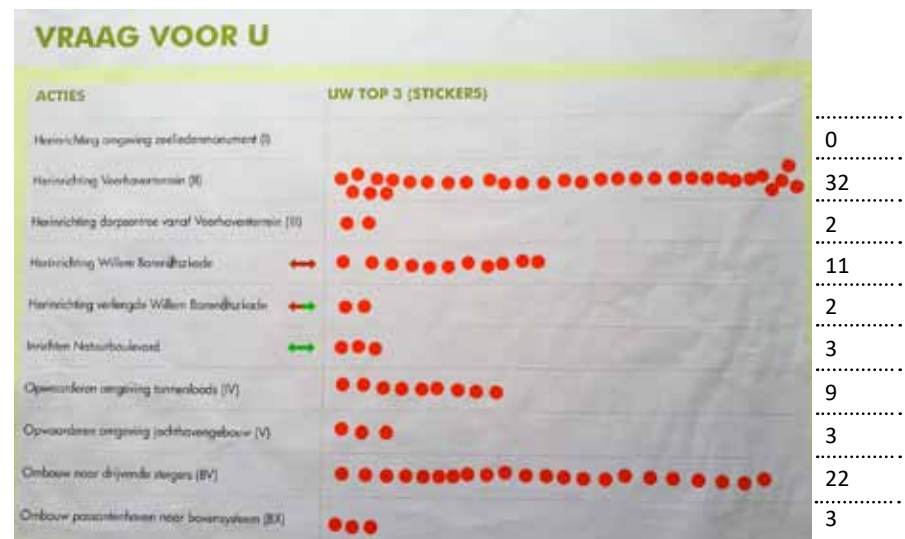 VRAAG VOOR U
ACTIES UW TOP 3 (STICKERS)
Herinrichting omgeving zeeliedenmonument (I) 0
Herinrichting Voorhaventerrein (II) 32
Herinrichting dorpsentree vanaf Voorhaventerrein (III) 2
Herinrichting Willem Barendtszkade 11
Herinrichting verlengde Willem Barendtszkade 2
Inrichten Natuurboulevard 3
Opwaarderen omgeving tonnenloods (IV) 9
Opwaarderen omgeving jachthavengebouw (V) 3
Ombouw naar drijvende steigers (BV) 22
Ombouw passantenhaven naar boxensysteem (BX) 3